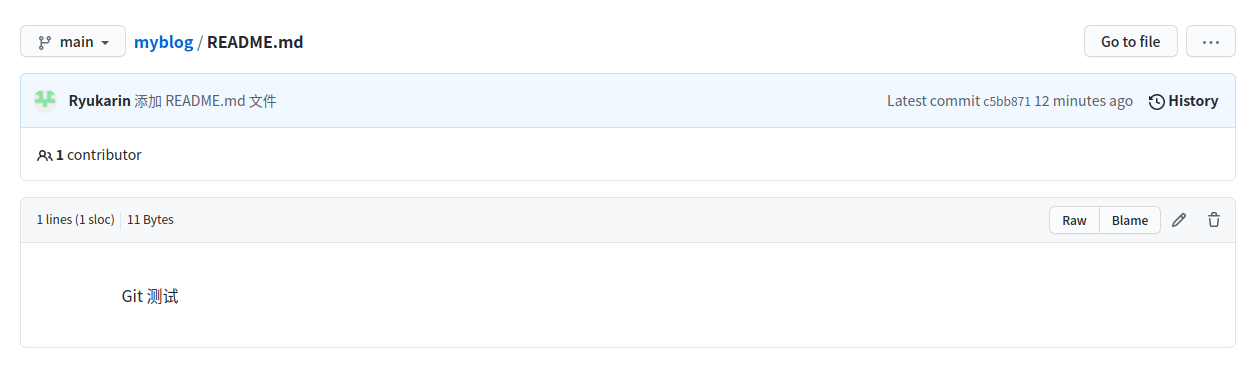 main myblog / README.md Go to file ...
Ryukarin 添加 README.md 文件 Latest commit c5bb871 12 minutes ago History
1 contributor
1 lines (1 sloc) 11 Bytes Raw Blame
Git 测试